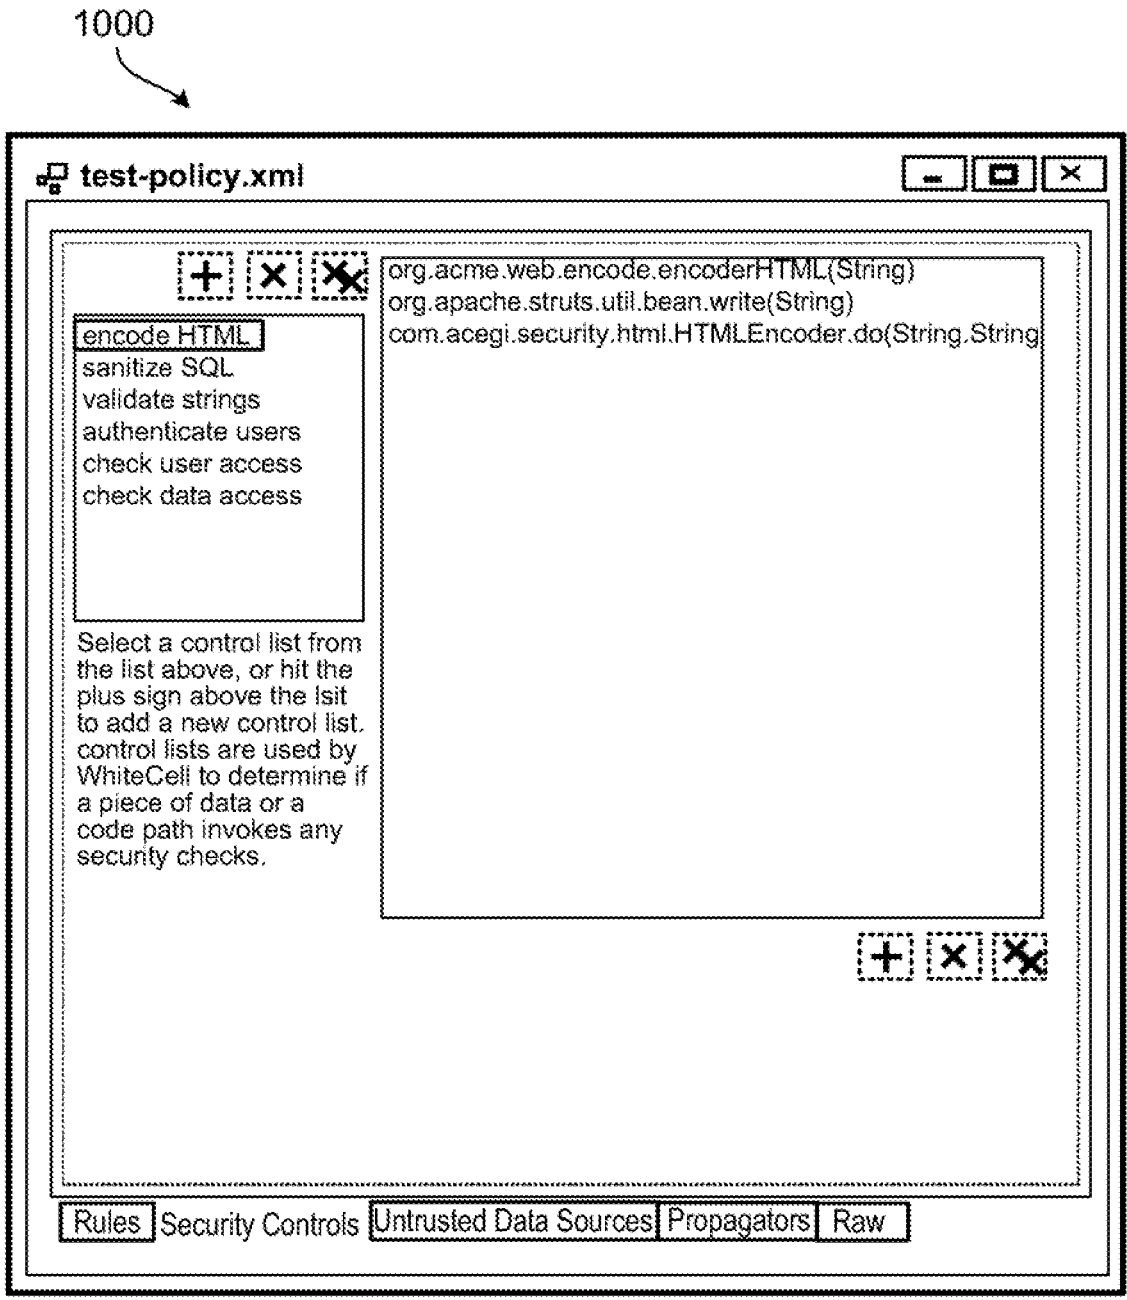 1000
test-policy.xml
encode HTML
sanitize SQL
validate strings
authenticate users
check user access
check data access
Select a control list from
the list above, or hit the
plus sign above the lsit
to add a new control list.
control lists are used by
WhiteCell to determine if
a piece of data or a
code path invokes any
security checks.
org.acme.web.encode.encoderHTML(String)
org.apache.struts.util.bean.write(String)
com.acegi.security.html.HTMLEncoder.do(String.String
Rules Security Controls Untrusted Data Sources Propagators Raw